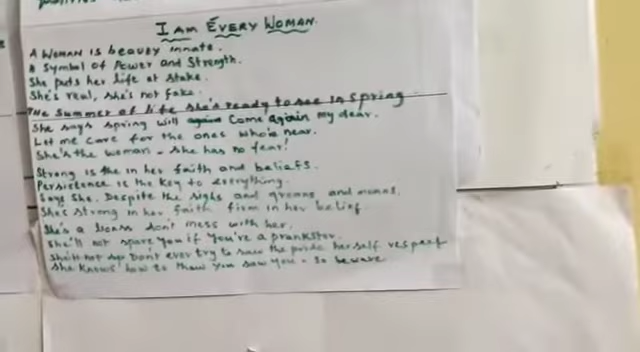 I AM EVERY WOMAN.
A WOMAN IS beauty innate.
A symbol of Power and Strength.
She puts her life at stake.
She's real, she's not fake.
The Summer of life she's ready to see in spring
She says spring will again Come Again my dear.
Let me care for the ones who're near.
She's the woman - she has no fear!
Strong is she in her faith and beliefs.
Persistence is the key to everything.
Says she. Despite the sighs and groans and moans,
She's strong in her faith firm in her belief.
She's a lioness don't mess with her.
She'll not spare you if you're a prankster.
Don't ever try to her self respect
She knows how to thaw you saw you - so beware